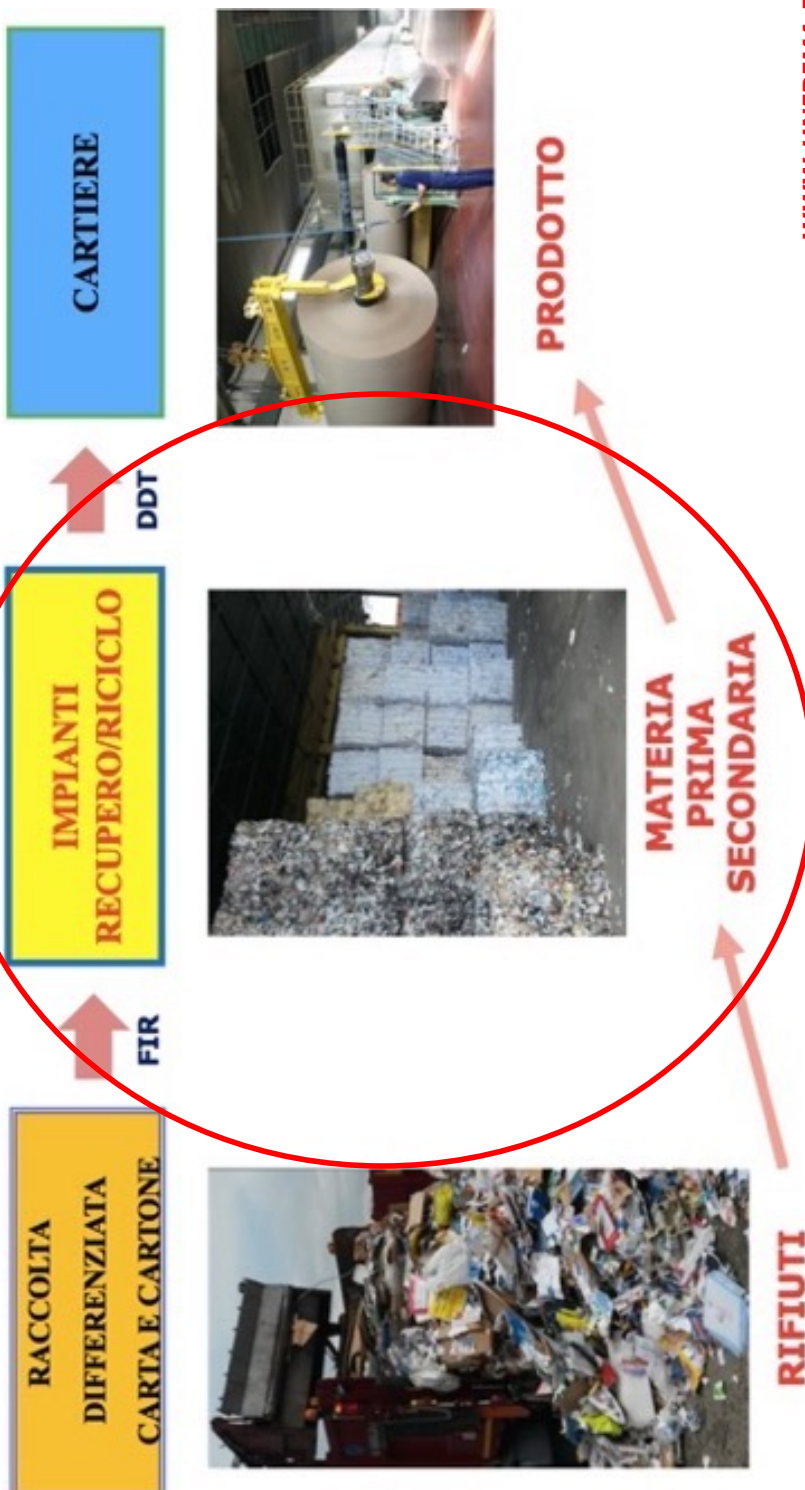 RACCOLTA
DIFFERENZIATA
CARTA E CARTONE
FIR
IMPIANTI
RECUPERO/RICICLO
DDT
CARTIERE
RIFIUTI
MATERIA
PRIMA
SECONDARIA
PRODOTTO